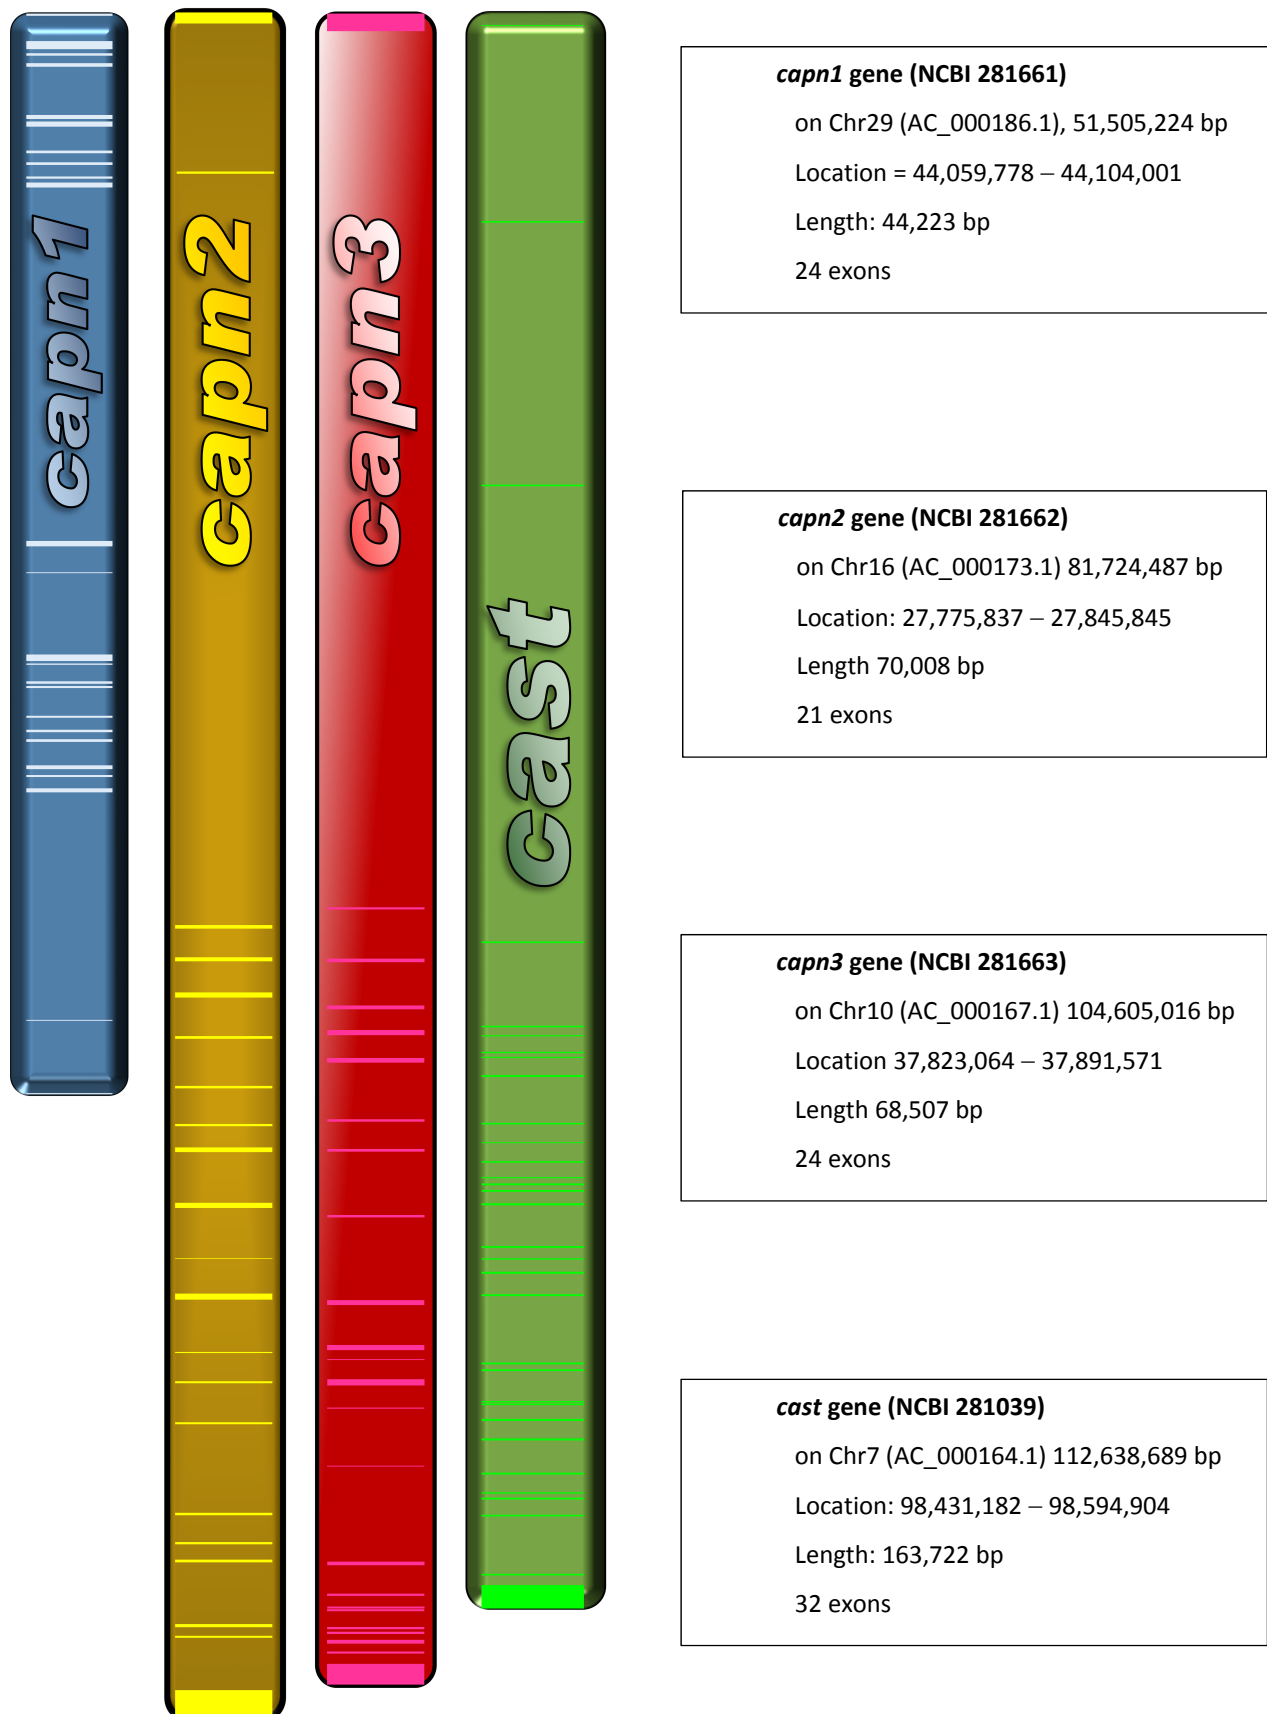 capn1
capn2
capn3
cast
capn1 gene (NCBI 281661)
on Chr29 (AC_000186.1), 51,505,224 bp
Location = 44,059,778 – 44,104,001
Length: 44,223 bp
24 exons
capn2 gene (NCBI 281662)
on Chr16 (AC_000173.1) 81,724,487 bp
Location: 27,775,837 – 27,845,845
Length 70,008 bp
21 exons
capn3 gene (NCBI 281663)
on Chr10 (AC_000167.1) 104,605,016 bp
Location 37,823,064 – 37,891,571
Length 68,507 bp
24 exons
cast gene (NCBI 281039)
on Chr7 (AC_000164.1) 112,638,689 bp
Location: 98,431,182 – 98,594,904
Length: 163,722 bp
32 exons